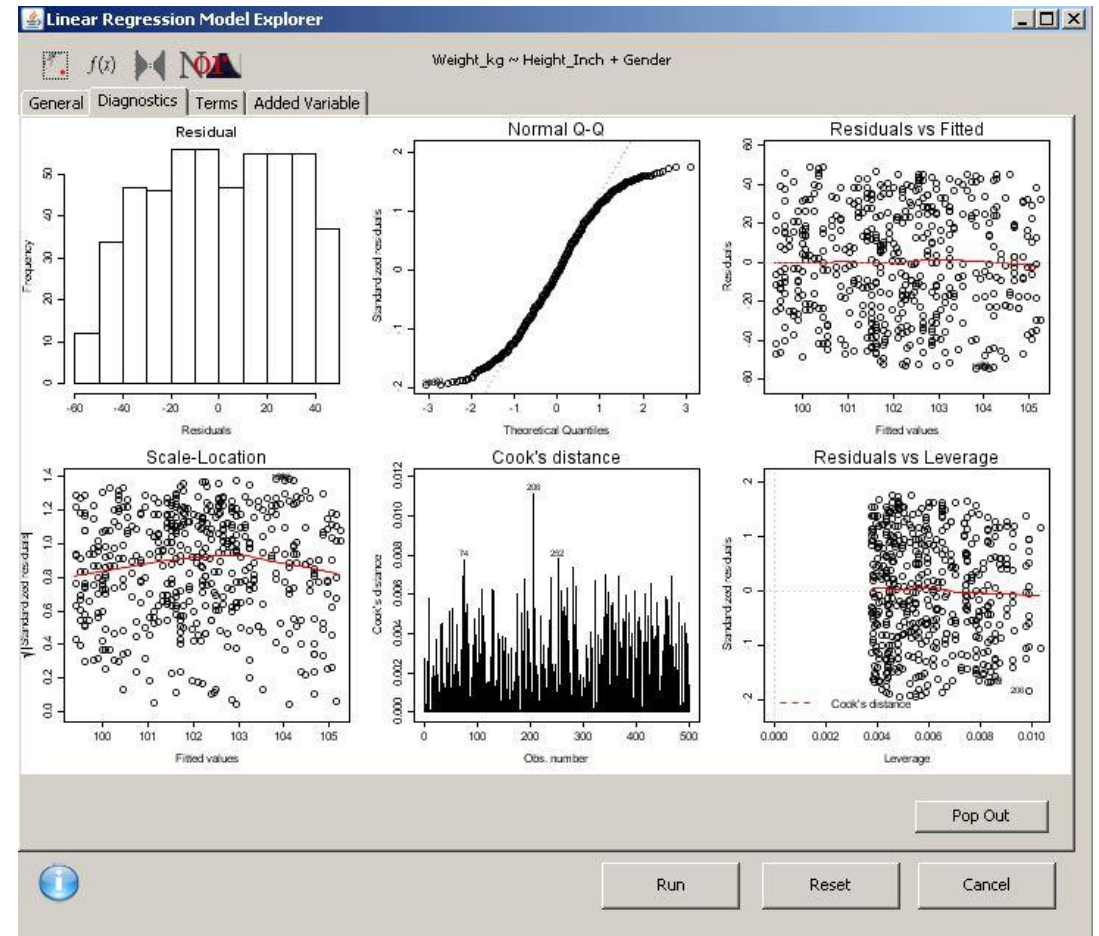 Linear Regression Model Explorer
f(x)
Weight_kg ~ Height_Inch + Gender
General Diagnostics Terms Added Variable
Residual
Frequency
0 10 20 30 40 50
-60 -40 -20 0 20 40
Residuals
Normal Q-Q
Standardized residuals
-2 -1 0 1 2
-3 -2 -1 0 1 2 3
Theoretical Quantiles
Residuals vs Fitted
Residuals
60 40 -20 0 20 40 60
100 101 102 103 104 105
Fitted values
Scale-Location
√|Standardized residuals|
0.0 0.2 0.4 0.6 0.8 1.0 1.2 1.4
100 101 102 103 104 105
Fitted values
Cook's distance
Cook's distance
0.000 0.002 0.004 0.006 0.008 0.010 0.012
206
74
262
0 100 200 300 400 500
Obs. number
Residuals vs Leverage
Standardized residuals
-2 -1 0 1 2
206
Cook's distance
0.000 0.002 0.004 0.006 0.008 0.010
Leverage
Pop Out
Run Reset Cancel